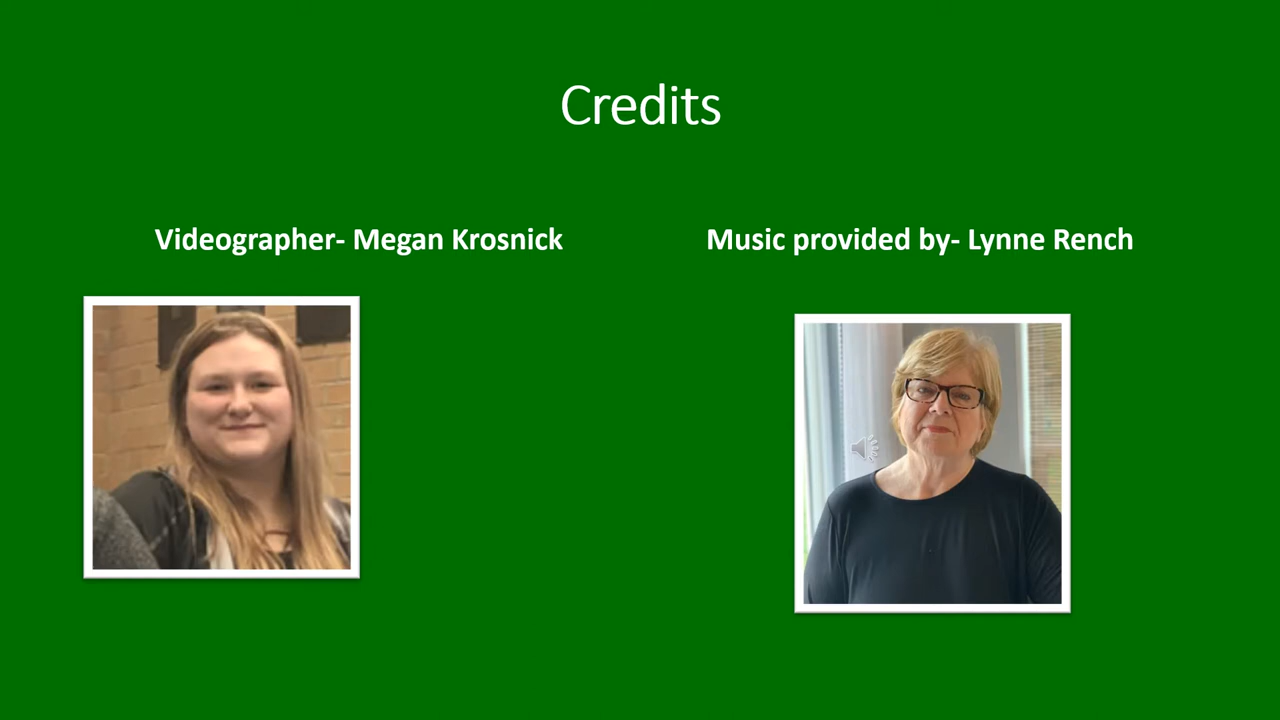 Credits
Videographer- Megan Krosnick
Music provided by- Lynne Rench